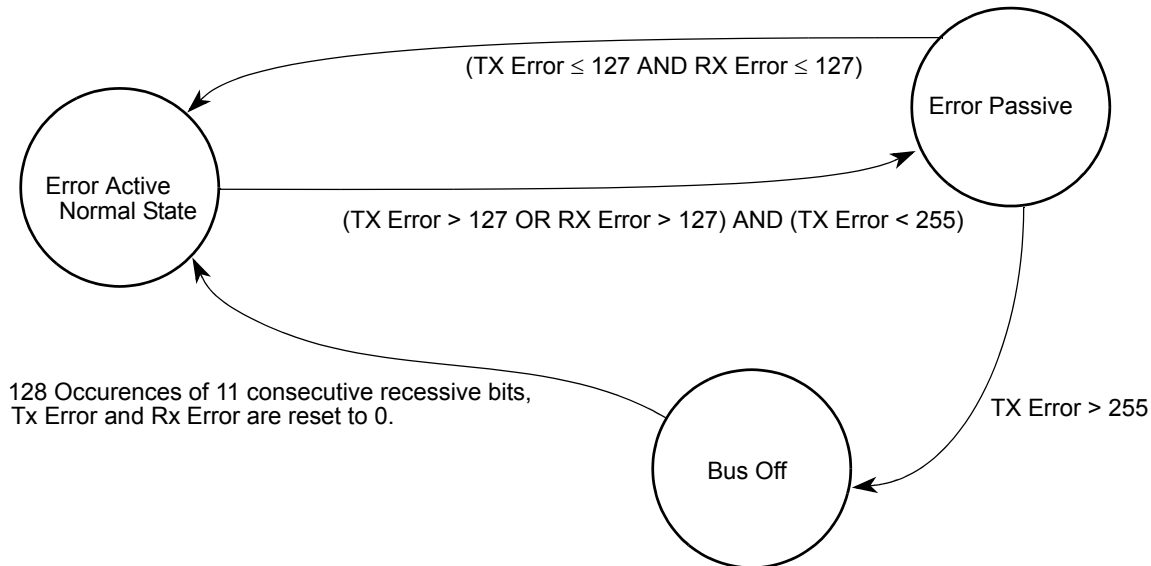 (TX Error ≤ 127 AND RX Error ≤ 127)
Error Passive
Error Active
Normal State
(TX Error > 127 OR RX Error > 127) AND (TX Error < 255)
128 Occurences of 11 consecutive recessive bits,
Tx Error and Rx Error are reset to 0.
TX Error > 255
Bus Off